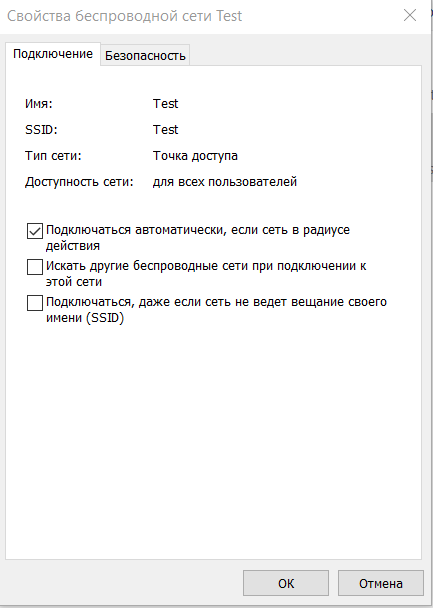 Свойства беспроводной сети Test
Подключение
Безопасность
Имя: Test
SSID: Test
Тип сети: Точка доступа
Доступность сети: для всех пользователей
Подключаться автоматически, если сеть в радиусе
действия
Искать другие беспроводные сети при подключении к
этой сети
Подключаться, даже если сеть не ведет вещание своего
имени (SSID)
ОК
Отмена